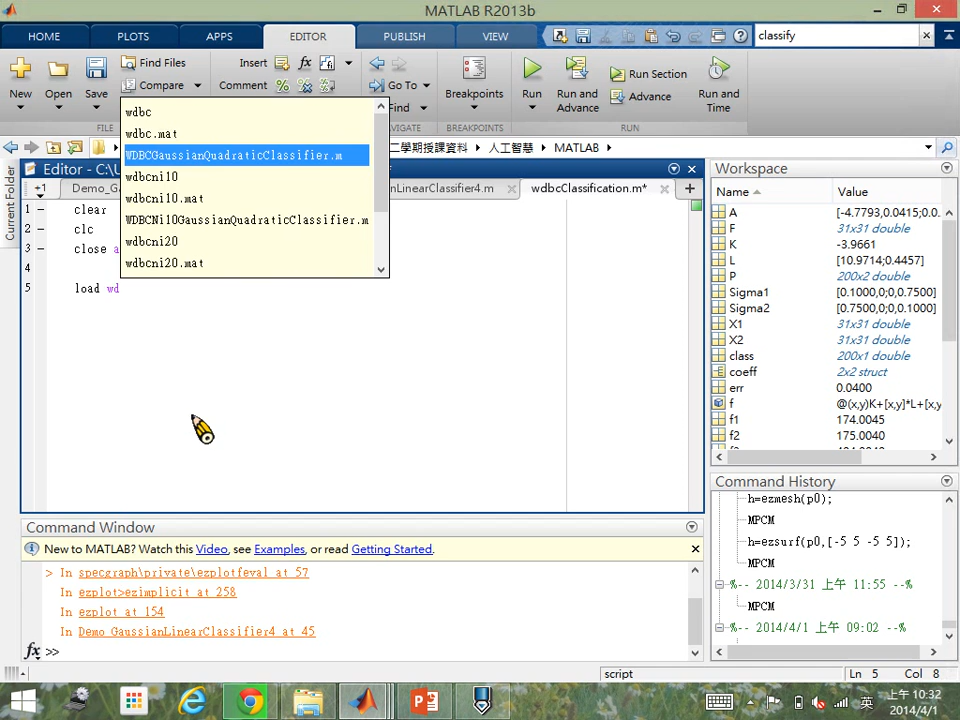 MATLAB R2013b
HOME
PLOTS
APPS
EDITOR
PUBLISH
VIEW
classify
New
Open
Save
Find Files
Compare
Insert
Comment
Go To
Find
Breakpoints
Run
Run and Advance
Run Section
Advance
Run and Time
FILE
NAVIGATE
BREAKPOINTS
RUN
二學期授課資料
人工智慧
MATLAB
wdbc
wdbc.mat
WDBCGaussianQuadraticClassifier.m
wdbcni10
wdbcni10.mat
WDBCNi10GaussianQuadraticClassifier.m
wdbcni20
wdbcni20.mat
Current Folder
Editor - C:\U
+1
Demo_Ga
nLinearClassifier4.m
wdbcClassification.m*
1 clear
2 clc
3 close a
4
5 load wd
Workspace
Name Value
A [-4.7793,0.0415;0.0
F 31x31 double
K -3.9661
L [10.9714;0.4457]
P 200x2 double
Sigma1 [0.1000,0;0,0.7500]
Sigma2 [0.7500,0;0,0.1000]
X1 31x31 double
X2 31x31 double
class 200x1 double
coeff 2x2 struct
err 0.0400
f @(x,y)K+[x,y]*L+[x,y
f1 174.0045
f2 175.0040
Command History
h=ezmesh(p0);
MPCM
h=ezsurf(p0,[-5 5 -5 5]);
MPCM
%-- 2014/3/31 上午 11:55 --%
MPCM
%-- 2014/4/1 上午 09:02 --%
Command Window
New to MATLAB? Watch this Video, see Examples, or read Getting Started.
> In specgraph\private\ezplotfeval at 57
In ezplot>ezimplicit at 258
In ezplot at 154
In Demo_GaussianLinearClassifier4 at 45
fx >>
script
Ln 5 Col 8
英
上午 10:32
2014/4/1